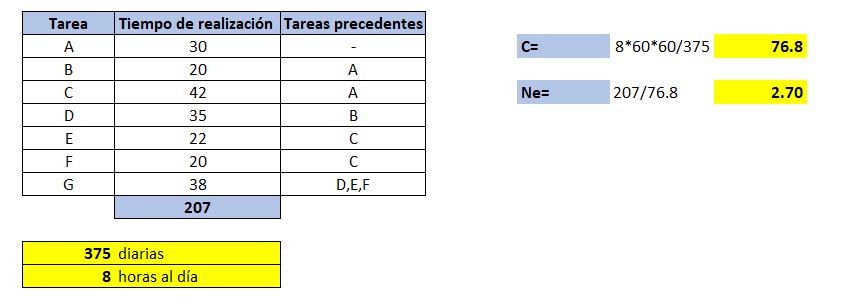 Tarea Tiempo de realización Tareas precedentes
A 30 -
B 20 A
C 42 A
D 35 B
E 22 C
F 20 C
G 38 D,E,F
207
375 diarias
8 horas al día
C= 8*60*60/375 76.8
Ne= 207/76.8 2.70